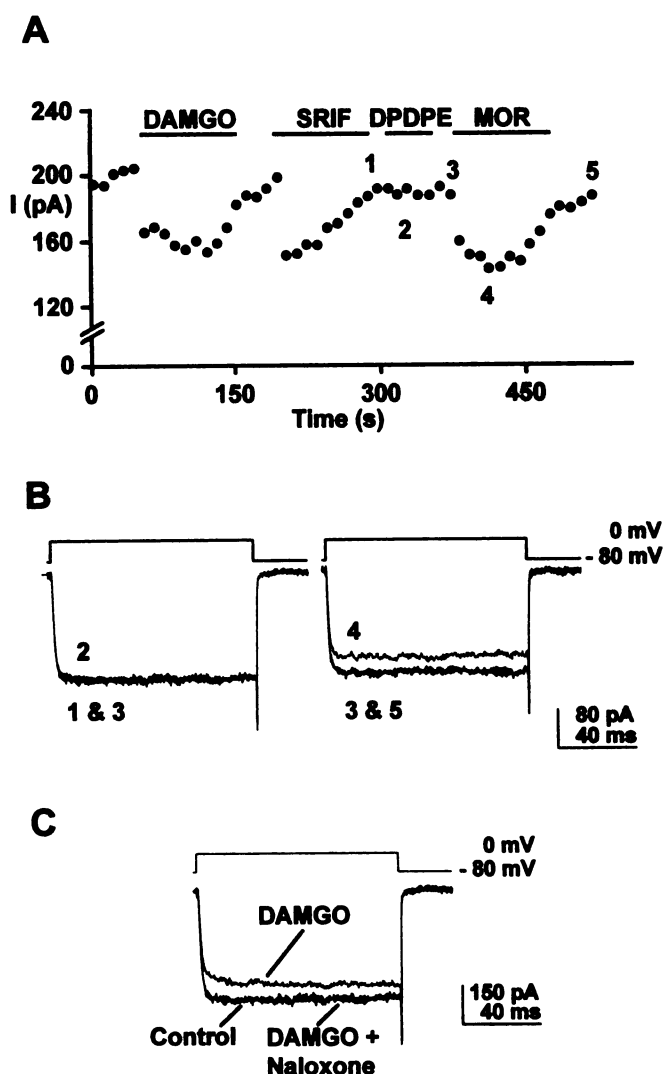 A
240
DAMGO
SRIF
DPDPE
MOR
200
1
3
5
I (pA)
2
160
4
120
0
0
150
300
450
Time (s)
B
0 mV
- 80 mV
2
4
1 & 3
3 & 5
80 pA
40 ms
C
0 mV
- 80 mV
DAMGO
150 pA
40 ms
Control
DAMGO +
Naloxone